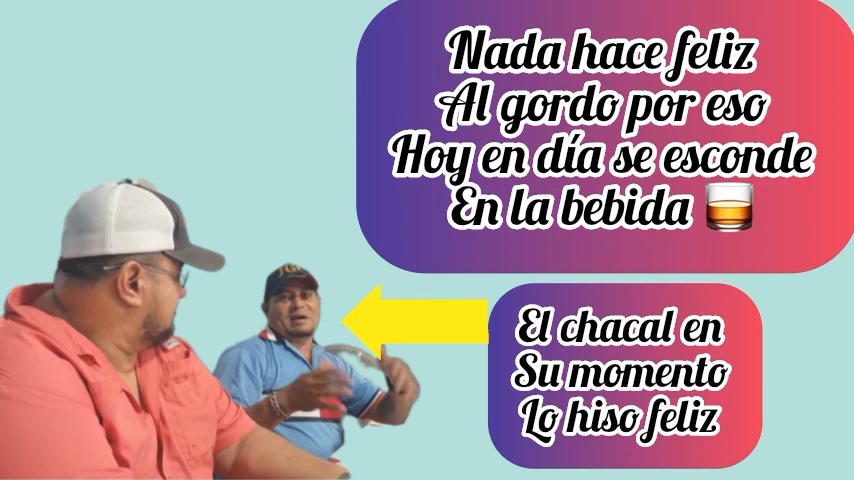 Nada hace feliz
Al gordo por eso
Hoy en día se esconde
En la bebida 🥃
El chacal en
Su momento
Lo hiso feliz